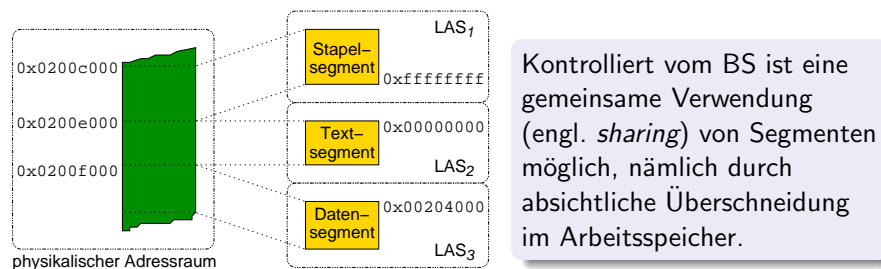 0x0200c000
0x0200e000
0x0200f000
physikalischer Adressraum
LAS1
Stapel–
segment
0xffffffff
Text–
segment
0x00000000
LAS2
Daten–
segment
0x00204000
LAS3
Kontrolliert vom BS ist eine
gemeinsame Verwendung
(engl. sharing) von Segmenten
möglich, nämlich durch
absichtliche Überschneidung
im Arbeitsspeicher.